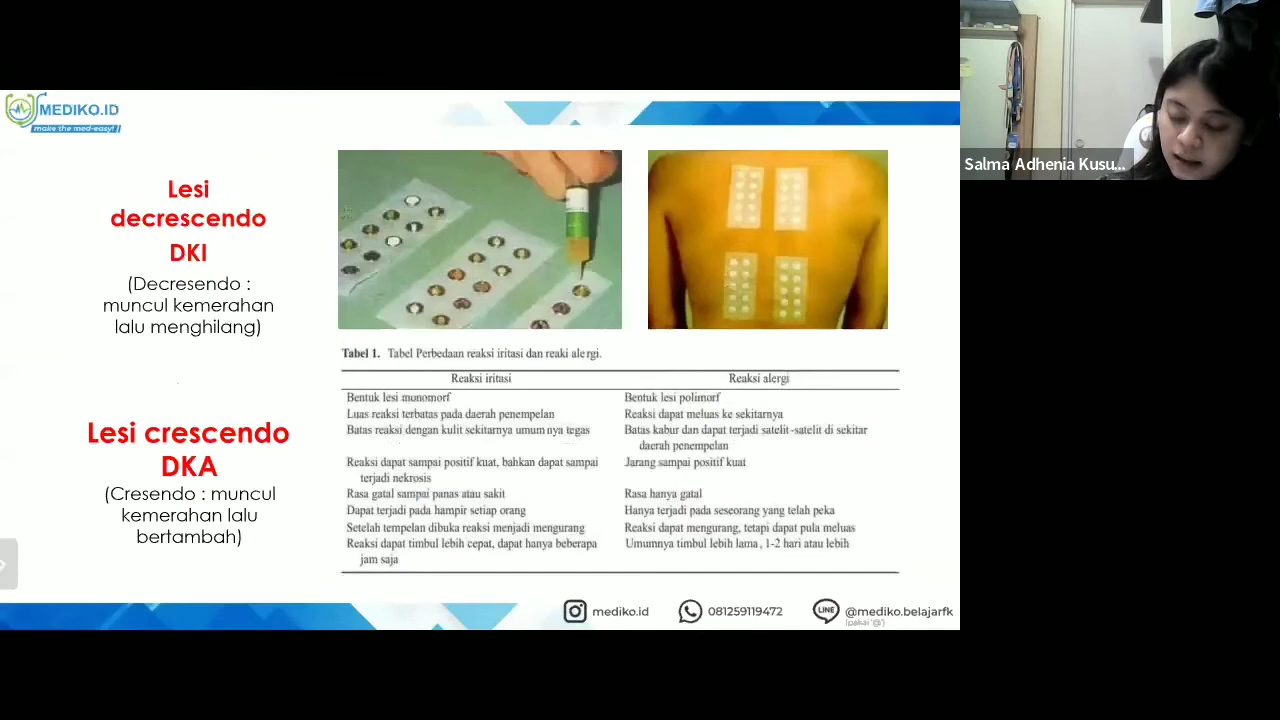 MEDIKO.ID
make the med-easy!
Lesi
decrescendo
DKI
(Decresendo :
muncul kemerahan
lalu menghilang)
Lesi crescendo
DKA
(Cresendo : muncul
kemerahan lalu
bertambah)
Tabel 1. Tabel Perbedaan reaksi iritasi dan reaki alergi.
Reaksi iritasi Reaksi alergi
Bentuk lesi munomorf Bentuk lesi polimorf
Luas reaksi terbatas pada daerah penempelan Reaksi dapat meluas ke sekitarnya
Batas reaksi dengan kulit sekitarnya umumnya tegas Batas kabur dan dapat terjadi satelit-satelit di sekitar
daerah penempelan
Reaksi dapat sampai positif kuat, bahkan dapat sampai Jarang sampai positif kuat
terjadi nekrosis
Rasa gatal sampai panas atau sakit Rasa hanya gatal
Dapat terjadi pada hampir setiap orang Hanya terjadi pada seseorang yang telah peka
Setelah tempelan dibuka reaksi menjadi mengurang Reaksi dapat mengurang, tetapi dapat pula meluas
Reaksi dapat timbul lebih cepat, dapat hanya beberapa Umumnya timbul lebih lama, 1-2 hari atau lebih
jam saja
mediko.id 081259119472 LINE @mediko.belajarfk
(pakai '@')
Salma Adhenia Kusu...